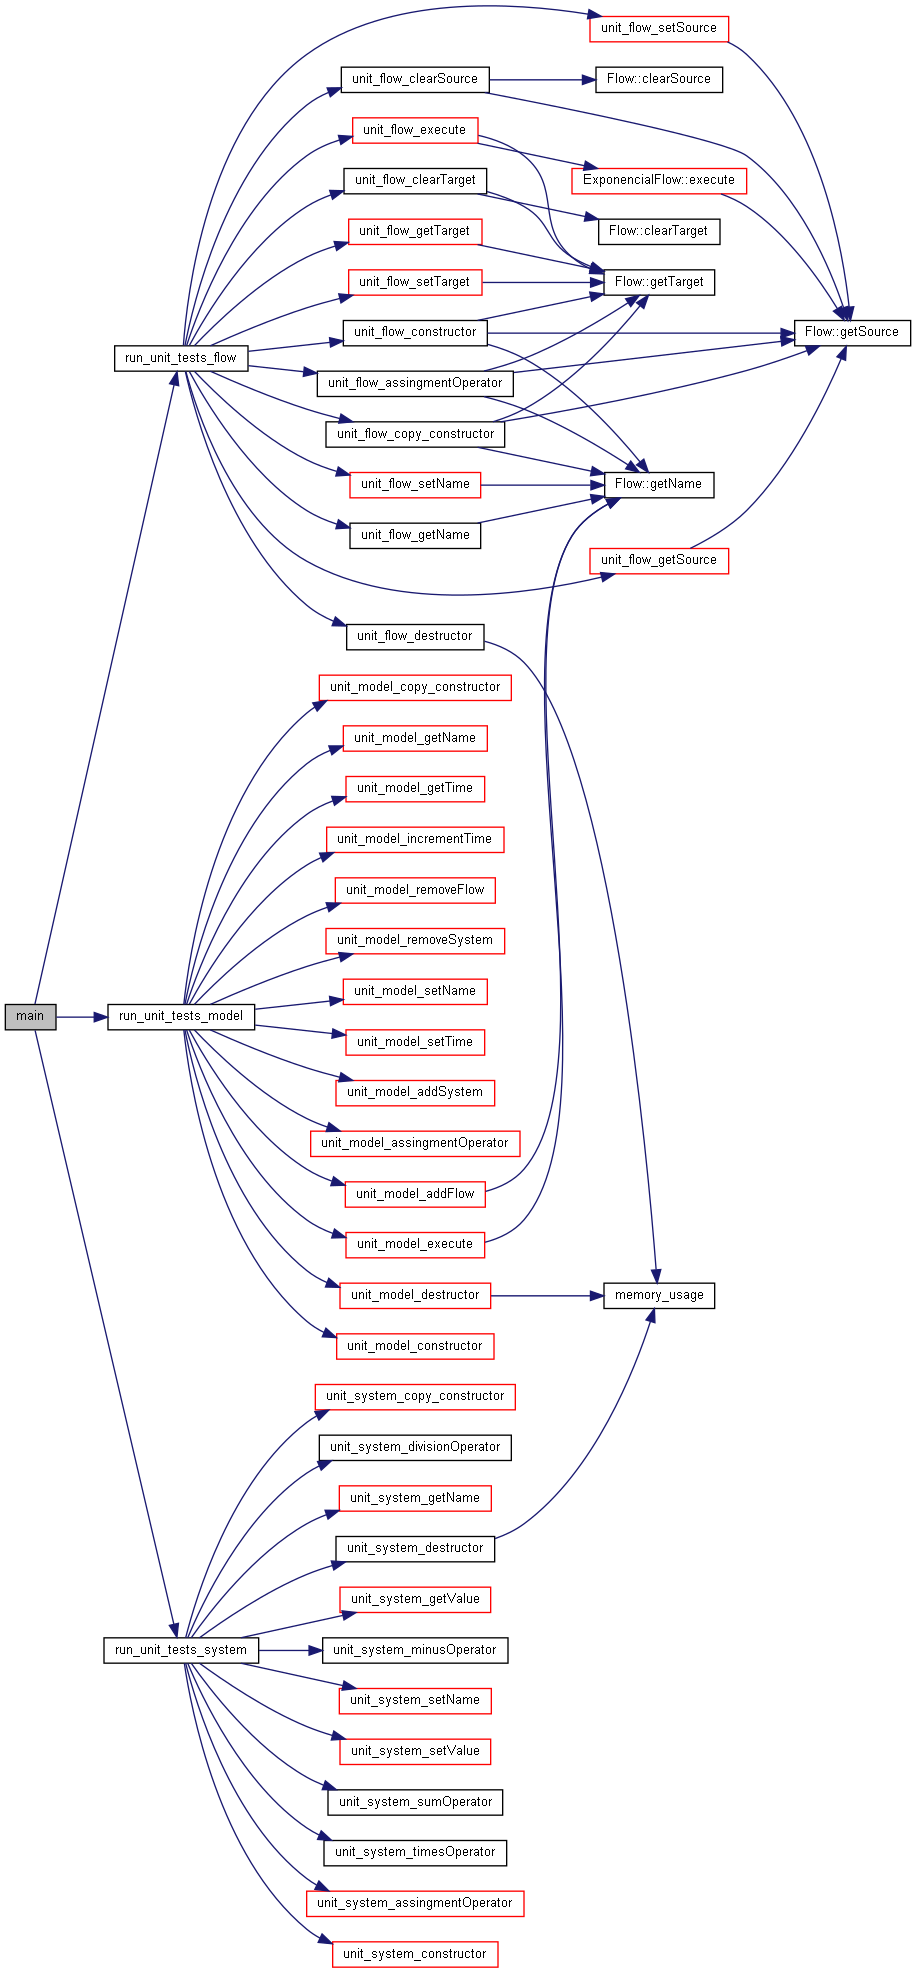 unit_flow_setSource
unit_flow_clearSource
Flow::clearSource
unit_flow_execute
unit_flow_clearTarget
ExponencialFlow::execute
unit_flow_getTarget
Flow::clearTarget
unit_flow_setTarget
Flow::getTarget
unit_flow_constructor
Flow::getSource
run_unit_tests_flow
unit_flow_assingmentOperator
unit_flow_copy_constructor
unit_flow_setName
Flow::getName
unit_flow_getName
unit_flow_getSource
unit_flow_destructor
unit_model_copy_constructor
unit_model_getName
unit_model_getTime
unit_model_incrementTime
unit_model_removeFlow
unit_model_removeSystem
unit_model_setName
main
run_unit_tests_model
unit_model_setTime
unit_model_addSystem
unit_model_assingmentOperator
unit_model_addFlow
unit_model_execute
unit_model_destructor
memory_usage
unit_model_constructor
unit_system_copy_constructor
unit_system_divisionOperator
unit_system_getName
unit_system_destructor
unit_system_getValue
run_unit_tests_system
unit_system_minusOperator
unit_system_setName
unit_system_setValue
unit_system_sumOperator
unit_system_timesOperator
unit_system_assingmentOperator
unit_system_constructor